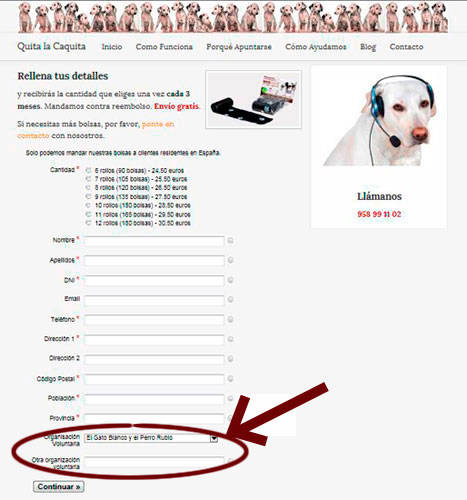 Quita la Caquita Inicio Como Funciona Porqué Apuntarse Cómo Ayudamos Blog Contacto
Rellena tus detalles
y recibirás la cantidad que eliges una vez cada 3
meses. Mandamos contra reembolso. Envío gratis.
Si necesitas más bolsas, por favor, ponte en
contacto con nosostros.
Solo podemos mandar nuestras bolsas a clientes residentes en España.
Cantidad *
6 rollos (90 bolsas) - 24.50 euros
7 rollos (105 bolsas) - 25.50 euros
8 rollos (120 bolsas) - 26.50 euros
9 rollos (135 bolsas) - 27.50 euros
10 rollos (150 bolsas) - 28.50 euros
11 rollos (165 bolsas) - 29.50 euros
12 rollos (180 bolsas) - 30.50 euros
Nombre *
Apellidos *
DNI *
Email
Teléfono *
Dirección 1 *
Dirección 2
Código Postal *
Población *
Provincia *
Organisación
Voluntaria
El Gato Blanco y el Perro Rubio
Otra organización
voluntaria
Continuar »
Llámanos
958 99 11 02